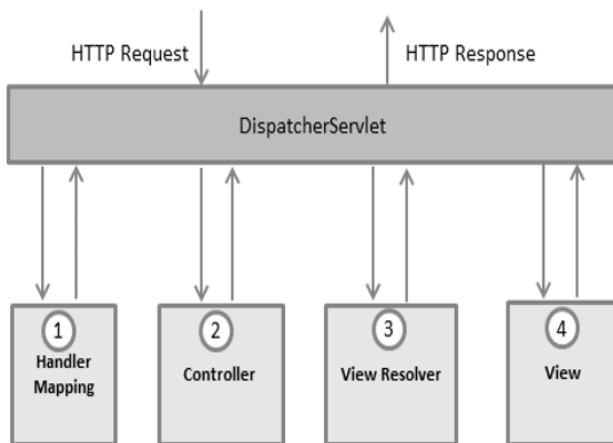 HTTP Request
HTTP Response
DispatcherServlet
1
Handler
Mapping
2
Controller
3
View Resolver
4
View